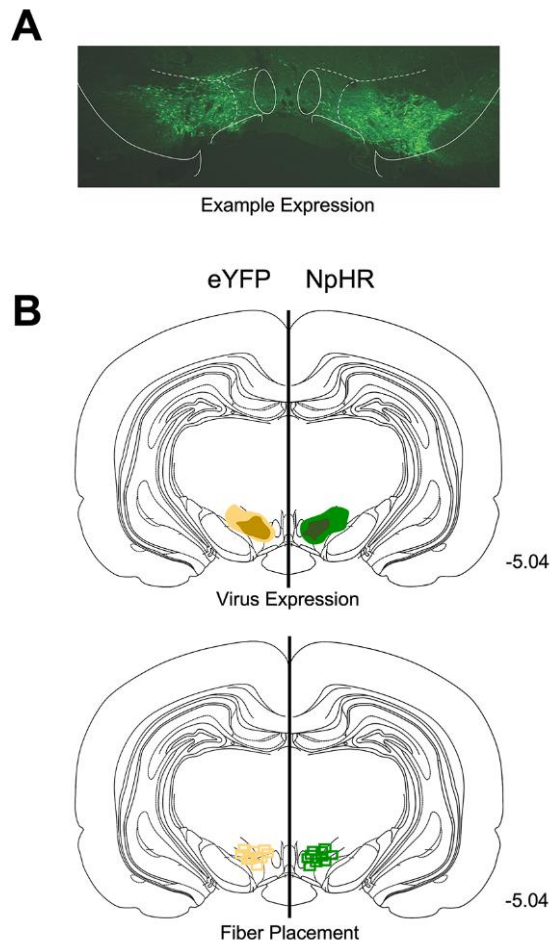 A
Example Expression
eYFP NpHR
B
-5.04
Virus Expression
-5.04
Fiber Placement